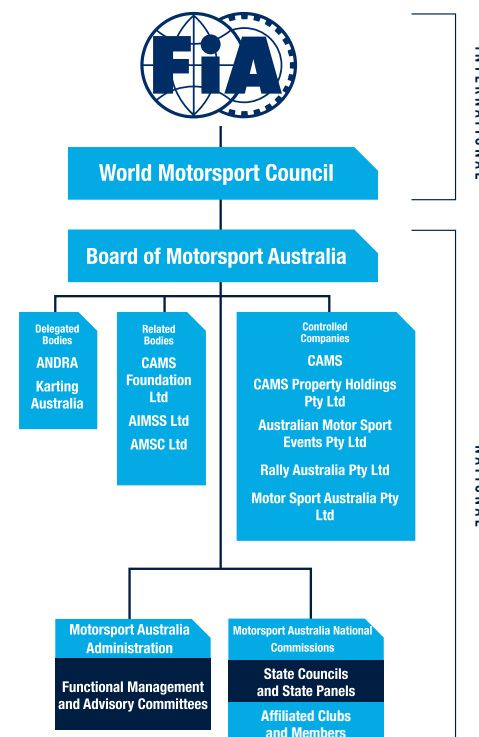 FiA
World Motorsport Council
Board of Motorsport Australia
Delegated
Bodies
ANDRA
Karting
Australia
Related
Bodies
CAMS
Foundation
Ltd
AIMSS Ltd
AMSC Ltd
Controlled
Companies
CAMS
CAMS Property Holdings
Pty Ltd
Australian Motor Sport
Events Pty Ltd
Rally Australia Pty Ltd
Motor Sport Australia Pty
Ltd
Motorsport Australia
Administration
Functional Management
and Advisory Committees
Motorsport Australia National
Commissions
State Councils
and State Panels
Affiliated Clubs
and Members